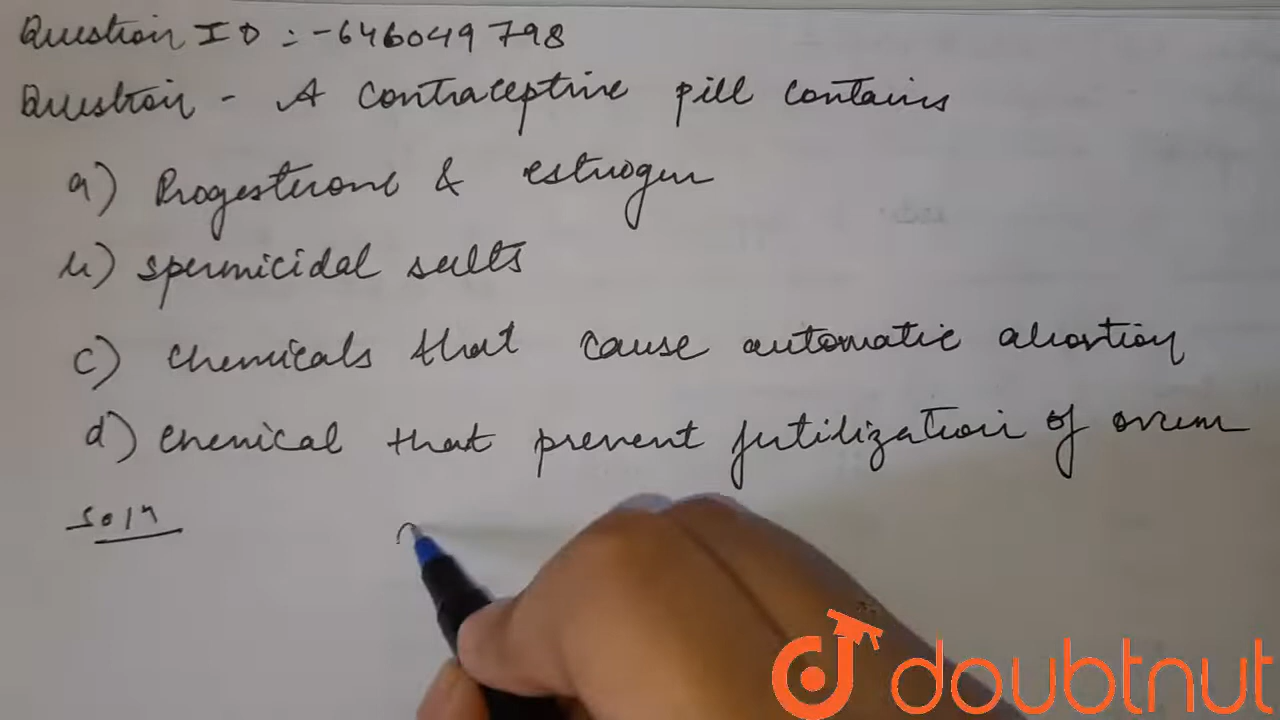 Question ID :- 646049798
Question - A contraceptive pill contains
a) Progesterone & estrogen
b) spermicidal salts
c) chemicals that cause automatic abortion
d) chemical that prevent futilization of ovum
Soln
doubtnut